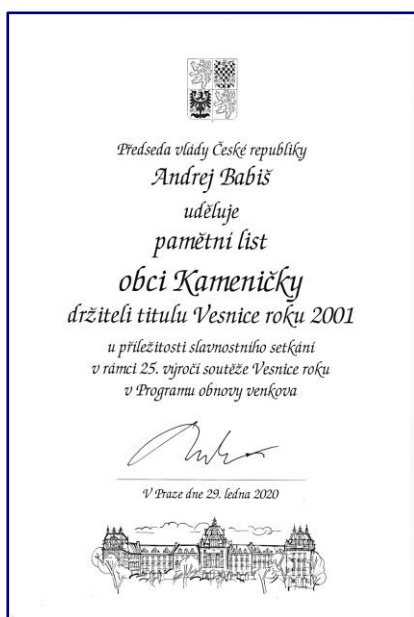 Předseda vlády České republiky
Andrej Babiš
uděluje
pamětní list
obci Kameničky
držiteli titulu Vesnice roku 2001
u příležitosti slavnostního setkání
v rámci 25. výročí soutěže Vesnice roku
v Programu obnovy venkova
V Praze dne 29. ledna 2020